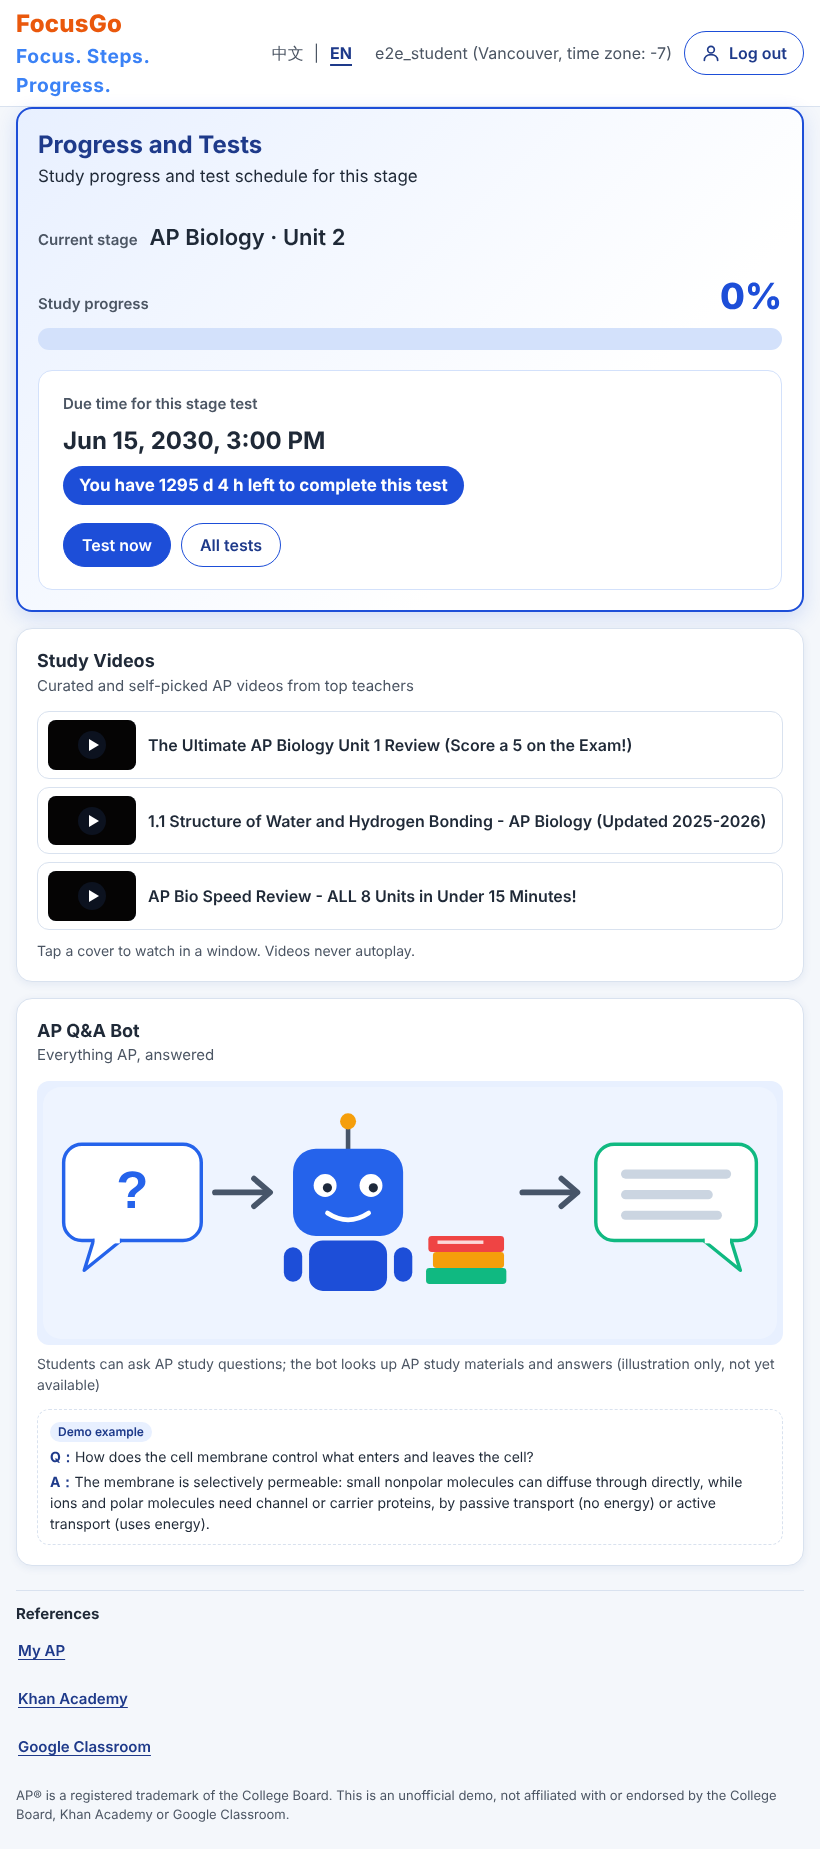 FocusGo
Focus. Steps.
Progress.
中文 | EN
e2e_student (Vancouver, time zone: -7)
Log out
Progress and Tests
Study progress and test schedule for this stage
Current stage AP Biology · Unit 2
Study progress 0%
Due time for this stage test
Jun 15, 2030, 3:00 PM
You have 1295 d 4 h left to complete this test
Test now
All tests
Study Videos
Curated and self-picked AP videos from top teachers
The Ultimate AP Biology Unit 1 Review (Score a 5 on the Exam!)
1.1 Structure of Water and Hydrogen Bonding - AP Biology (Updated 2025-2026)
AP Bio Speed Review - ALL 8 Units in Under 15 Minutes!
Tap a cover to watch in a window. Videos never autoplay.
AP Q&A Bot
Everything AP, answered
?
Students can ask AP study questions; the bot looks up AP study materials and answers (illustration only, not yet
available)
Demo example
Q：How does the cell membrane control what enters and leaves the cell?
A：The membrane is selectively permeable: small nonpolar molecules can diffuse through directly, while
ions and polar molecules need channel or carrier proteins, by passive transport (no energy) or active
transport (uses energy).
References
My AP
Khan Academy
Google Classroom
AP® is a registered trademark of the College Board. This is an unofficial demo, not affiliated with or endorsed by the College
Board, Khan Academy or Google Classroom.